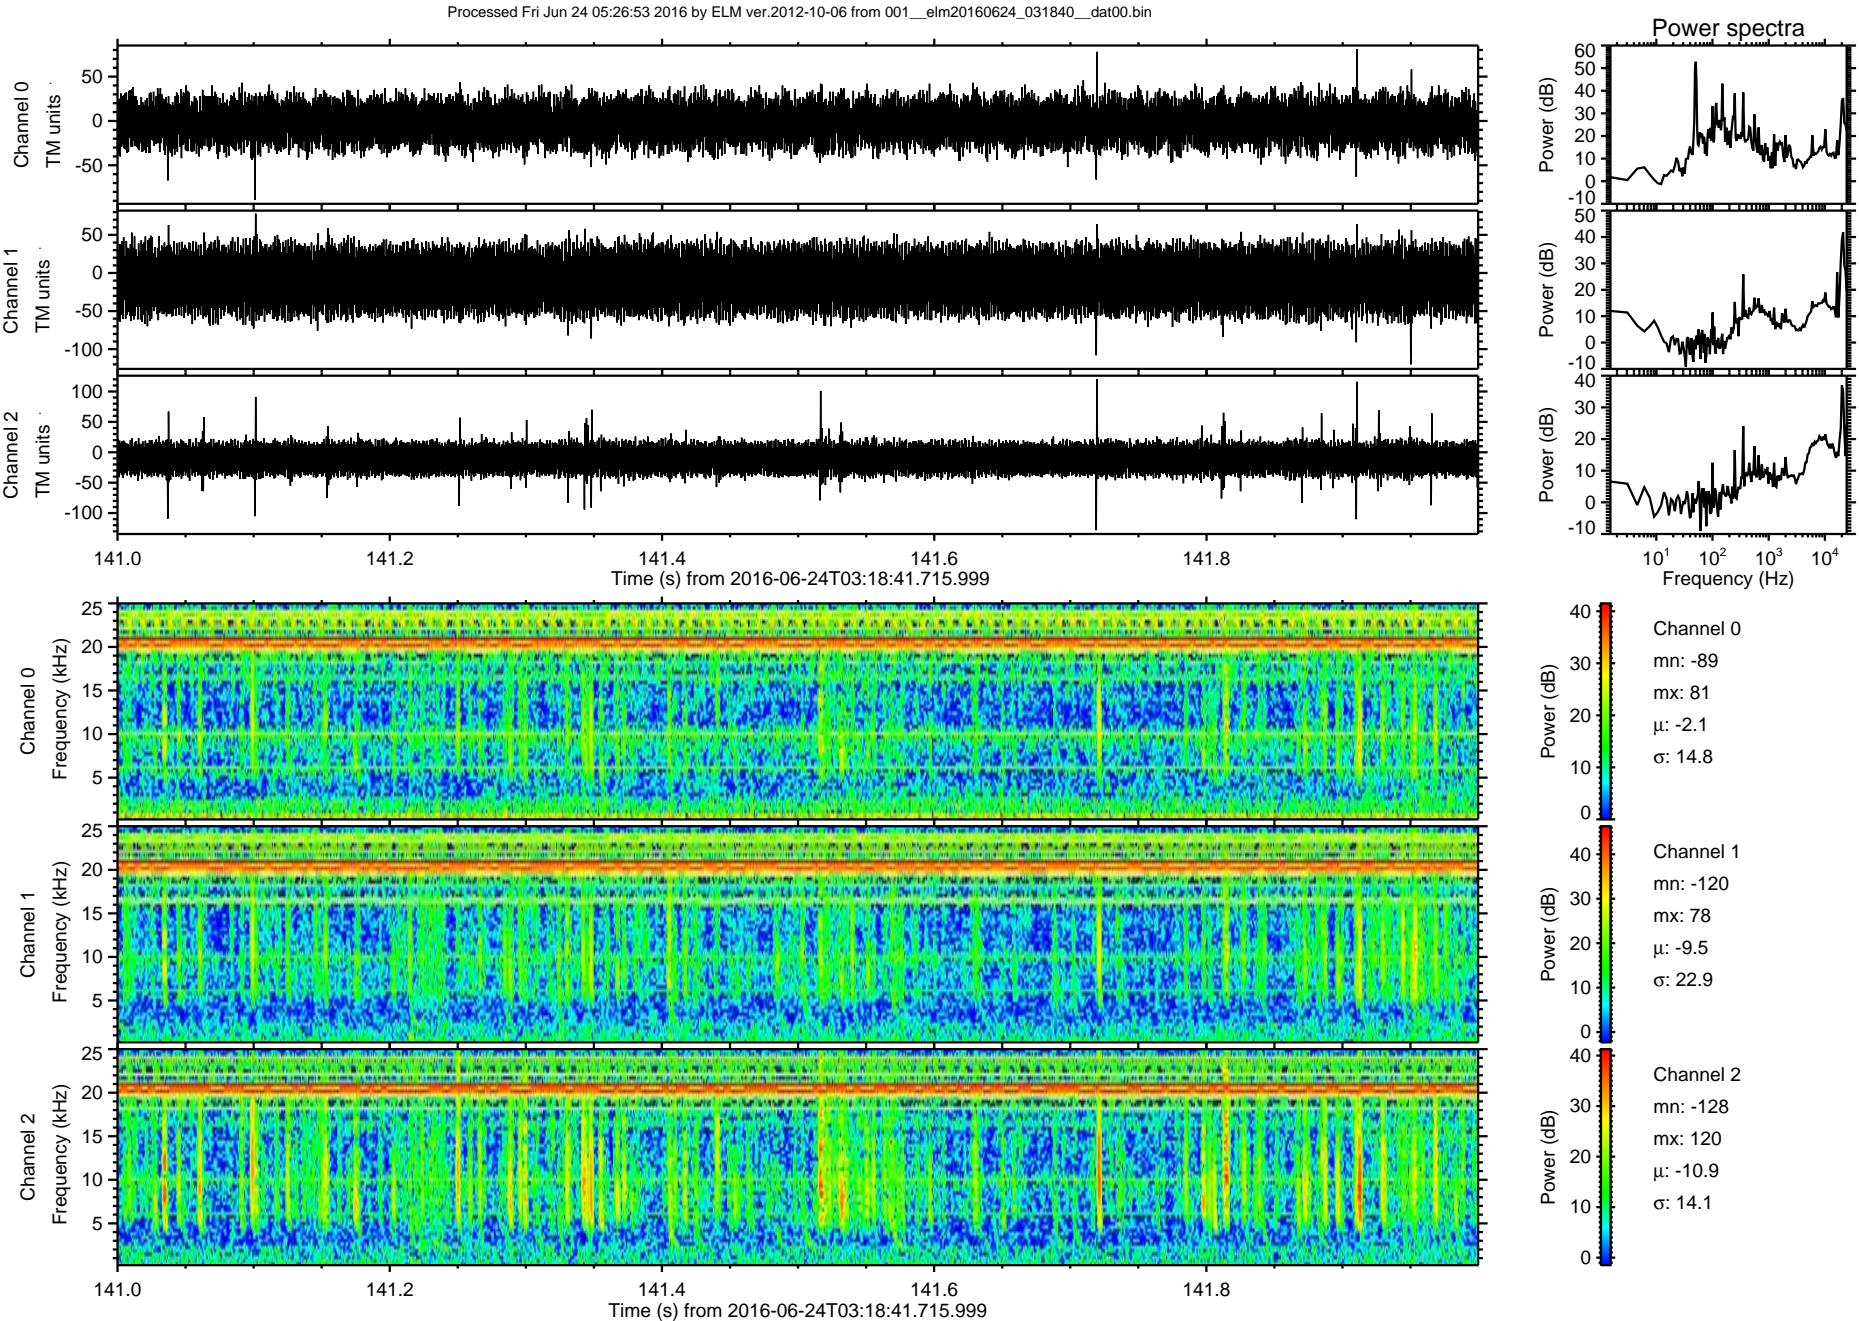 Processed Fri Jun 24 05:26:53 2016 by ELM ver.2012-10-06 from 001__elm20160624_031840__dat00.bin
Power spectra
Channel 0
TM units
50
0
-50
Power (dB)
60
50
40
30
20
10
0
-10
Channel 1
TM units
50
0
-50
-100
Power (dB)
50
40
30
20
10
0
-10
Channel 2
TM units
100
50
0
-50
-100
Power (dB)
40
30
20
10
0
-10
141.0 141.2 141.4 141.6 141.8
Time (s) from 2016-06-24T03:18:41.715.999
10¹ 10² 10³ 10⁴
Frequency (Hz)
Channel 0
Frequency (kHz)
25
20
15
10
5
Power (dB)
40
30
20
10
0
Channel 0
mn: -89
mx: 81
μ: -2.1
σ: 14.8
Channel 1
Frequency (kHz)
25
20
15
10
5
Power (dB)
40
30
20
10
0
Channel 1
mn: -120
mx: 78
μ: -9.5
σ: 22.9
Channel 2
Frequency (kHz)
25
20
15
10
5
Power (dB)
40
30
20
10
0
Channel 2
mn: -128
mx: 120
μ: -10.9
σ: 14.1
141.0 141.2 141.4 141.6 141.8
Time (s) from 2016-06-24T03:18:41.715.999